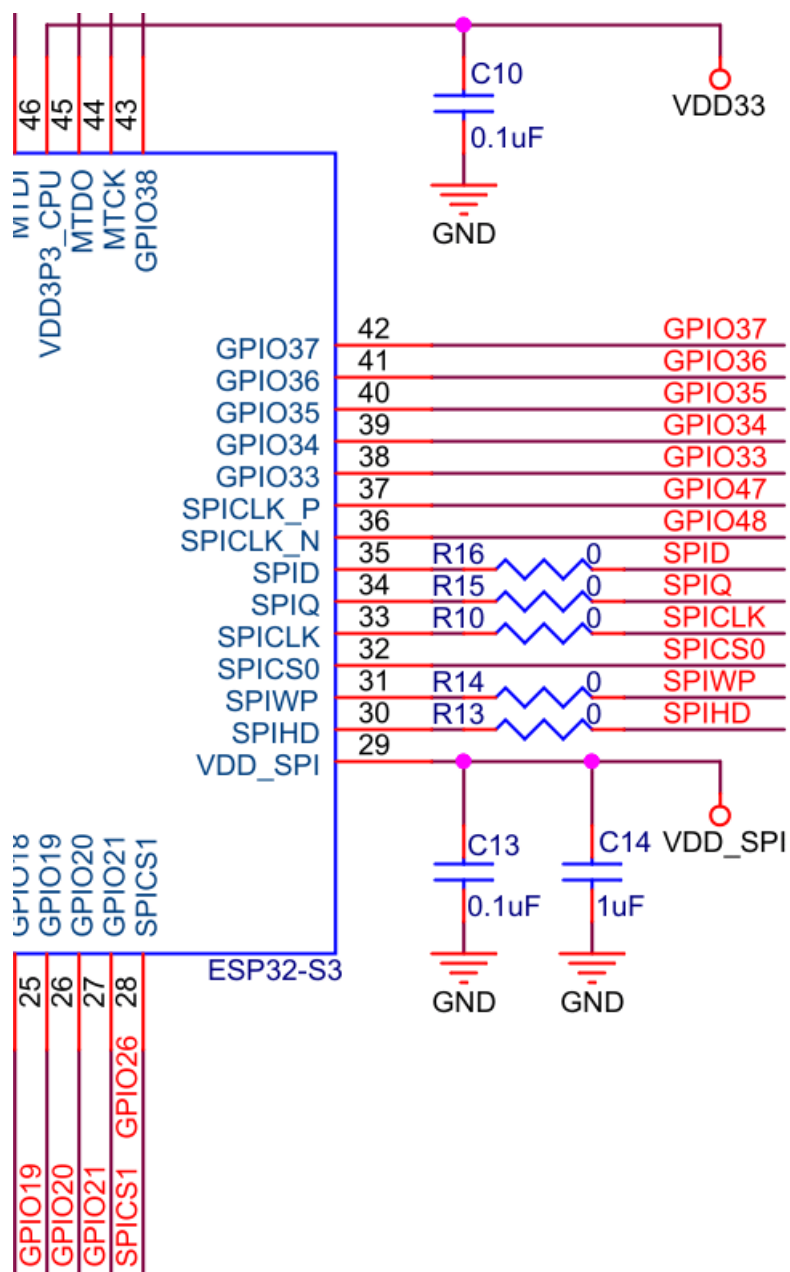 C10
0.1uF
GND
VDD33
46
45
44
43
MTDI
VDD3P3_CPU
MTDO
MTCK
GPIO38
GPIO37 42 GPIO37
GPIO36 41 GPIO36
GPIO35 40 GPIO35
GPIO34 39 GPIO34
GPIO33 38 GPIO33
SPICLK_P 37 GPIO47
SPICLK_N 36 GPIO48
SPID 35 R16 0 SPID
SPIQ 34 R15 0 SPIQ
SPICLK 33 R10 0 SPICLK
SPICS0 32 SPICS0
SPIWP 31 R14 0 SPIWP
SPIHD 30 R13 0 SPIHD
VDD_SPI 29
C13
0.1uF
GND
C14
1uF
GND
VDD_SPI
GPIO18
GPIO19
GPIO20
GPIO21
SPICS1
ESP32-S3
25
26
27
28
GPIO19
GPIO20
GPIO21
SPICS1 GPIO26